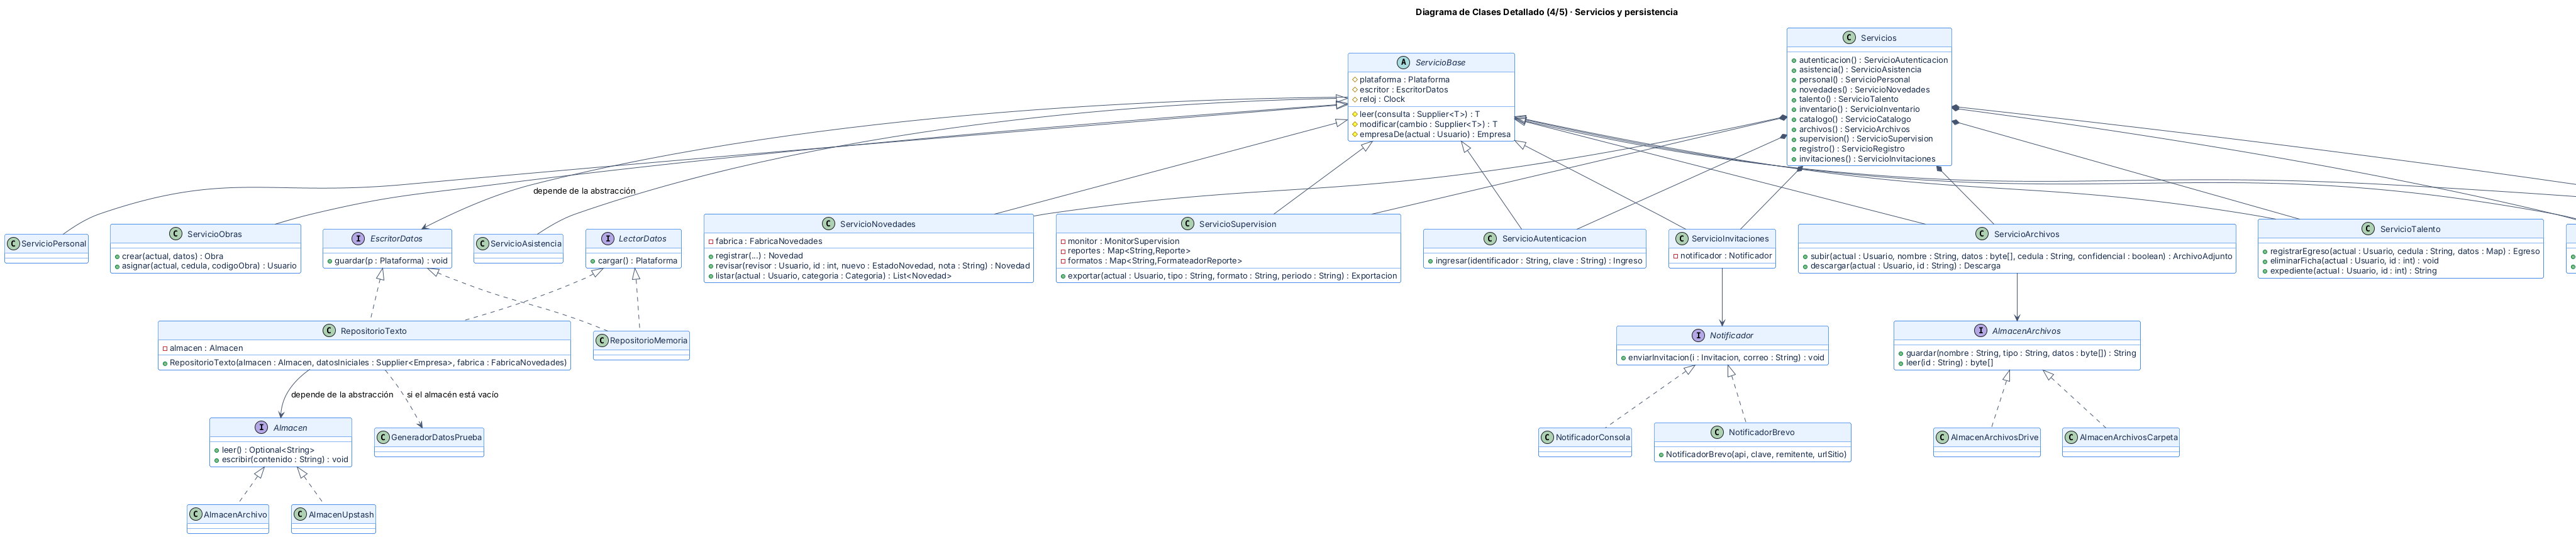 Diagrama de Clases Detallado (4/5) · Servicios y persistencia
C Servicios
autenticacion() : ServicioAutenticacion
asistencia() : ServicioAsistencia
personal() : ServicioPersonal
novedades() : ServicioNovedades
talento() : ServicioTalento
inventario() : ServicioInventario
catalogo() : ServicioCatalogo
archivos() : ServicioArchivos
supervision() : ServicioSupervision
registro() : ServicioRegistro
invitaciones() : ServicioInvitaciones
A ServicioBase
plataforma : Plataforma
escritor : EscritorDatos
reloj : Clock
leer(consulta : Supplier<T>) : T
modificar(cambio : Supplier<T>) : T
empresaDe(actual : Usuario) : Empresa
depende de la abstracción
C ServicioPersonal
C ServicioObras
crear(actual, datos) : Obra
asignar(actual, cedula, codigoObra) : Usuario
I EscritorDatos
guardar(p : Plataforma) : void
C ServicioAsistencia
I LectorDatos
cargar() : Plataforma
C ServicioNovedades
fabrica : FabricaNovedades
registrar(...) : Novedad
revisar(revisor : Usuario, id : int, nuevo : EstadoNovedad, nota : String) : Novedad
listar(actual : Usuario, categoria : Categoria) : List<Novedad>
C ServicioSupervision
monitor : MonitorSupervision
reportes : Map<String,Reporte>
formatos : Map<String,FormateadorReporte>
exportar(actual : Usuario, tipo : String, formato : String, periodo : String) : Exportacion
C ServicioAutenticacion
ingresar(identificador : String, clave : String) : Ingreso
C ServicioInvitaciones
notificador : Notificador
C ServicioArchivos
subir(actual : Usuario, nombre : String, datos : byte[], cedula : String, confidencial : boolean) : ArchivoAdjunto
descargar(actual : Usuario, id : String) : Descarga
C ServicioTalento
registrarEgreso(actual : Usuario, cedula : String, datos : Map) : Egreso
eliminarFicha(actual : Usuario, id : int) : void
expediente(actual : Usuario, id : int) : String
C RepositorioTexto
almacen : Almacen
RepositorioTexto(almacen : Almacen, datosIniciales : Supplier<Empresa>, fabrica : FabricaNovedades)
C RepositorioMemoria
I Notificador
enviarInvitacion(i : Invitacion, correo : String) : void
I AlmacenArchivos
guardar(nombre : String, tipo : String, datos : byte[]) : String
leer(id : String) : byte[]
depende de la abstracción
si el almacén está vacío
I Almacen
leer() : Optional<String>
escribir(contenido : String) : void
C GeneradorDatosPrueba
C NotificadorConsola
C NotificadorBrevo
NotificadorBrevo(api, clave, remitente, urlSitio)
C AlmacenArchivosDrive
C AlmacenArchivosCarpeta
C AlmacenArchivo
C AlmacenUpstash